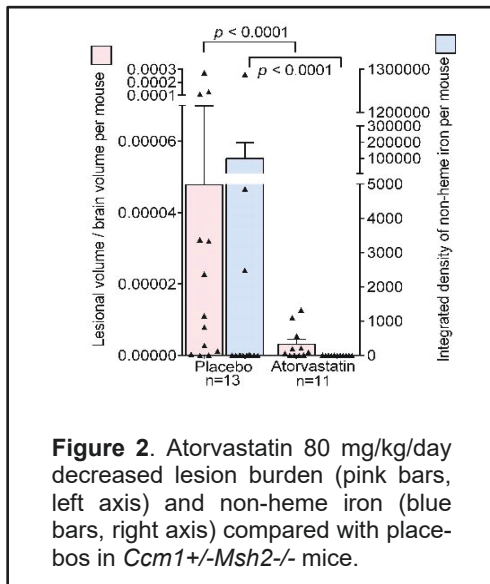 p < 0.0001
p < 0.0001
Lesional volume / brain volume per mouse
0.0003
0.0002
0.0001
0.00006
0.00004
0.00002
0.00000
1300000
1200000
300000
200000
100000
5000
4000
3000
2000
1000
0
Integrated density of non-heme iron per mouse
Placebo
n=13
Atorvastatin
n=11
Figure 2. Atorvastatin 80 mg/kg/day
decreased lesion burden (pink bars,
left axis) and non-heme iron (blue
bars, right axis) compared with place-
bos in Ccm1+/-Msh2-/- mice.